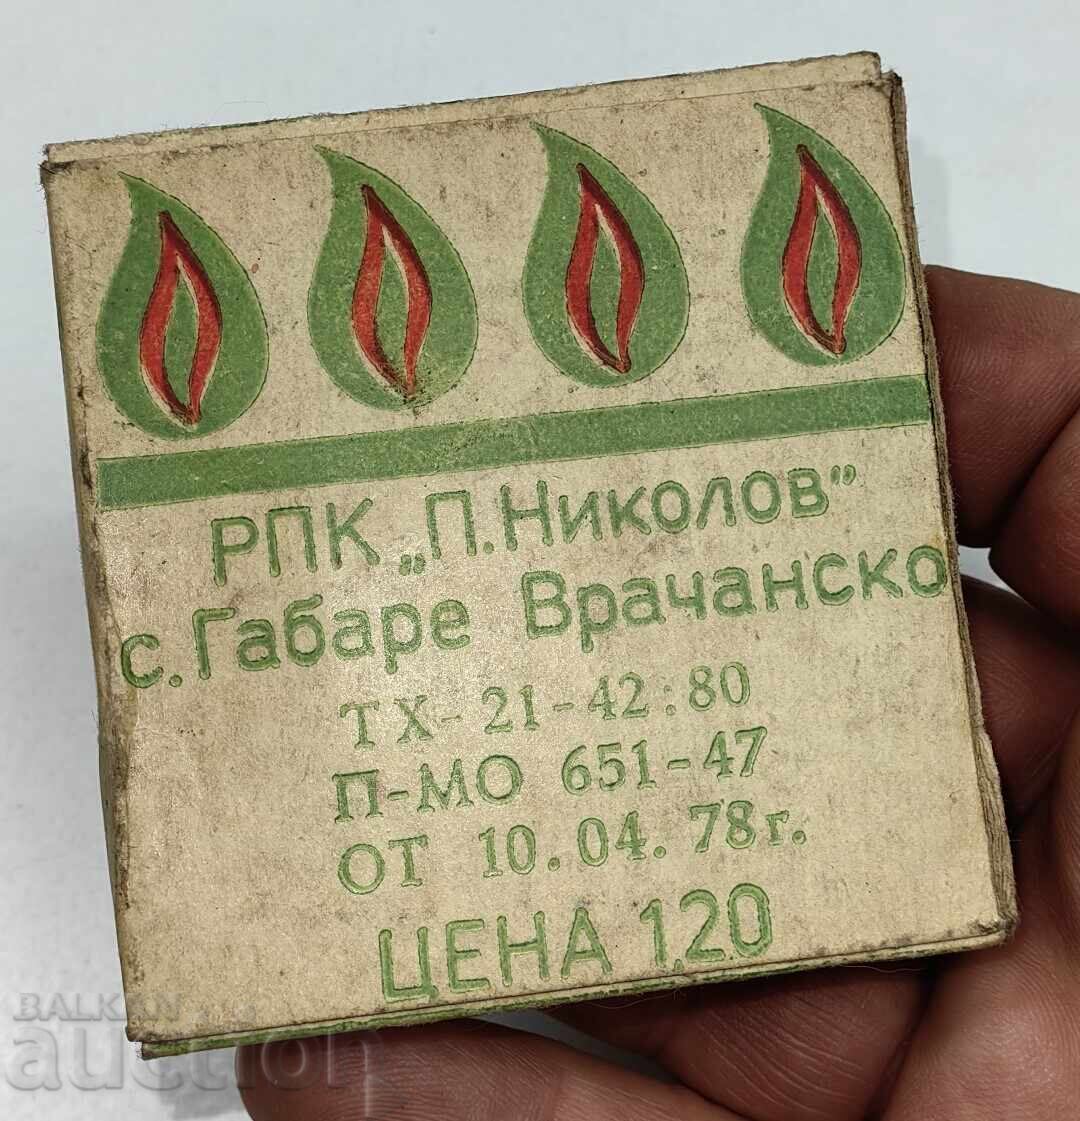 РПК „П.Николов”
с.Габаре Врачанско
ТХ-21-42:80
П-МО 651-47
ОТ 10.04.78г.
ЦЕНА 1,20
BALKAN
auction